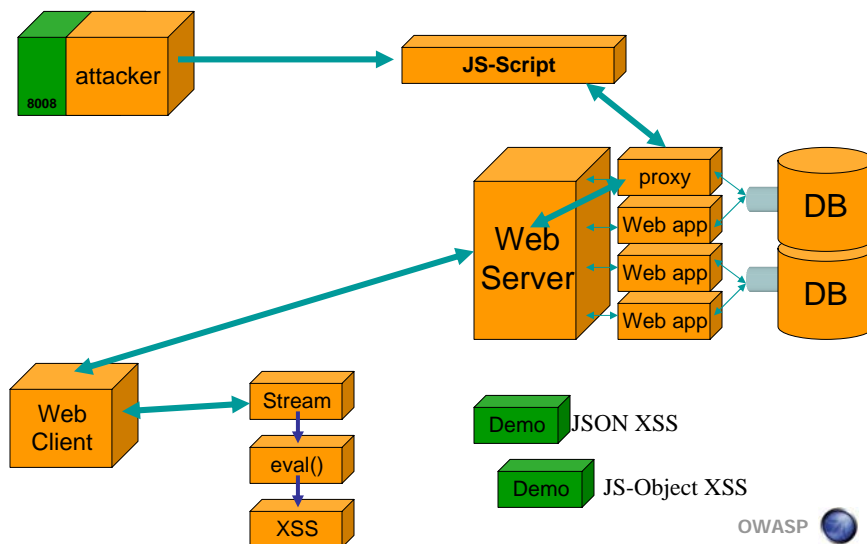 8008
attacker
JS-Script
proxy
Web app
Web app
Web app
Web
Server
DB
DB
Web
Client
Stream
eval()
XSS
Demo
JSON XSS
Demo
JS-Object XSS
OWASP